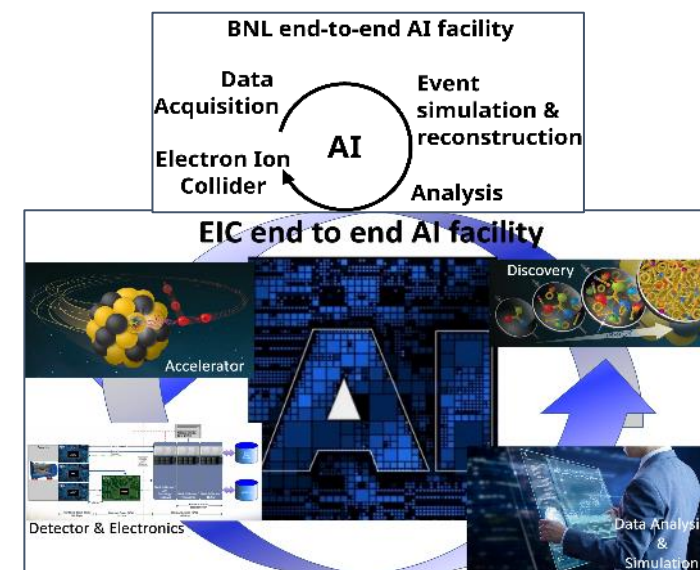 BNL end-to-end AI facility
Data
Acquisition
Event
simulation &
reconstruction
AI
Electron Ion
Collider
Analysis
EIC end to end AI facility
Accelerator
Discovery
AI
Detector & Electronics
Data Analysis
&
Simulation